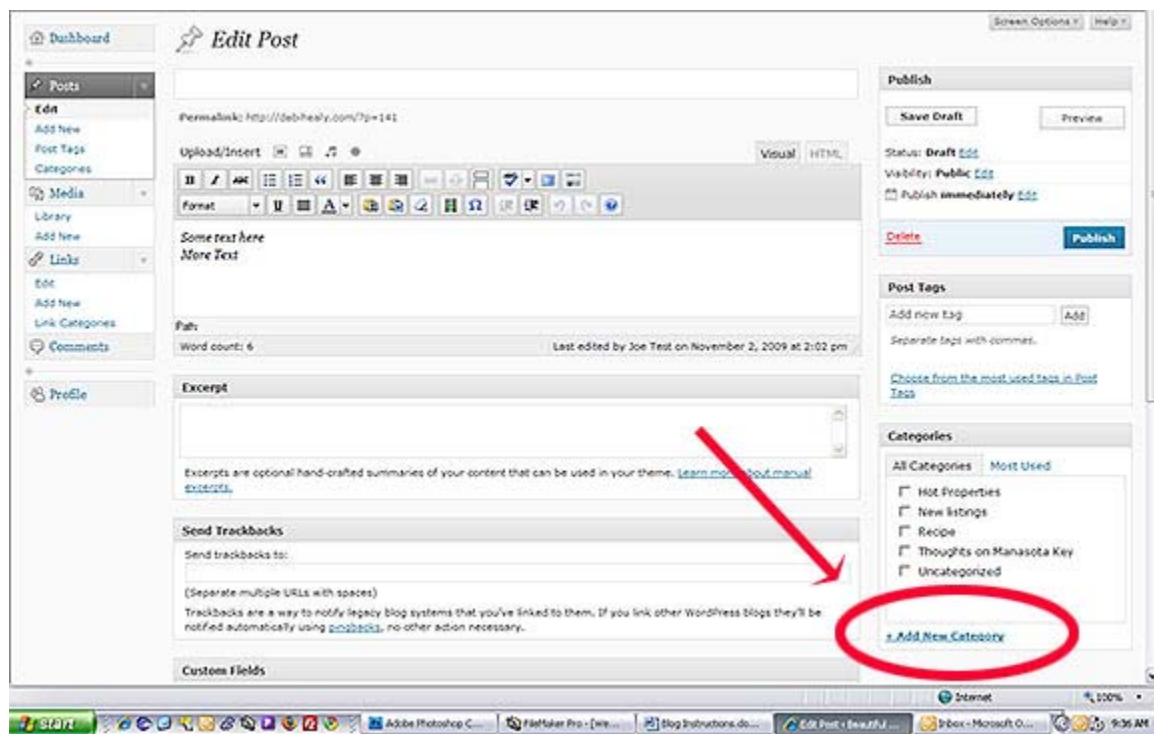 Screen Options Help
Dashboard
Edit Post
Posts
Edit
Add New
Post Tags
Categories
Media
Library
Add New
Links
Edit
Add New
Link Categories
Comments
Profile
Permalink: http://debihealy.com/?p=141
Upload/Insert
Visual HTML
B I ABC
Format U A Ω
Some text here
More Text
Path:
Word count: 6 Last edited by Joe Test on November 2, 2009 at 2:02 pm
Excerpt
Excerpts are optional hand-crafted summaries of your content that can be used in your theme. Learn more about manual
excerpts.
Send Trackbacks
Send trackbacks to:
(Separate multiple URLs with spaces)
Trackbacks are a way to notify legacy blog systems that you've linked to them. If you link other WordPress blogs they'll be
notified automatically using pingbacks, no other action necessary.
Custom Fields
Publish
Save Draft Preview
Status: Draft Edit
Visibility: Public Edit
Publish immediately Edit
Delete Publish
Post Tags
Add new tag Add
Separate tags with commas.
Choose from the most used tags in Post
Tags
Categories
All Categories Most Used
Hot Properties
New listings
Recipe
Thoughts on Manasota Key
Uncategorized
+ Add New Category
Internet 100%
start Adobe Photoshop C... FileMaker Pro - [We... Blog Instructions.do... Edit Post ‹ Beautiful ... Inbox - Microsoft O... 9:36 AM